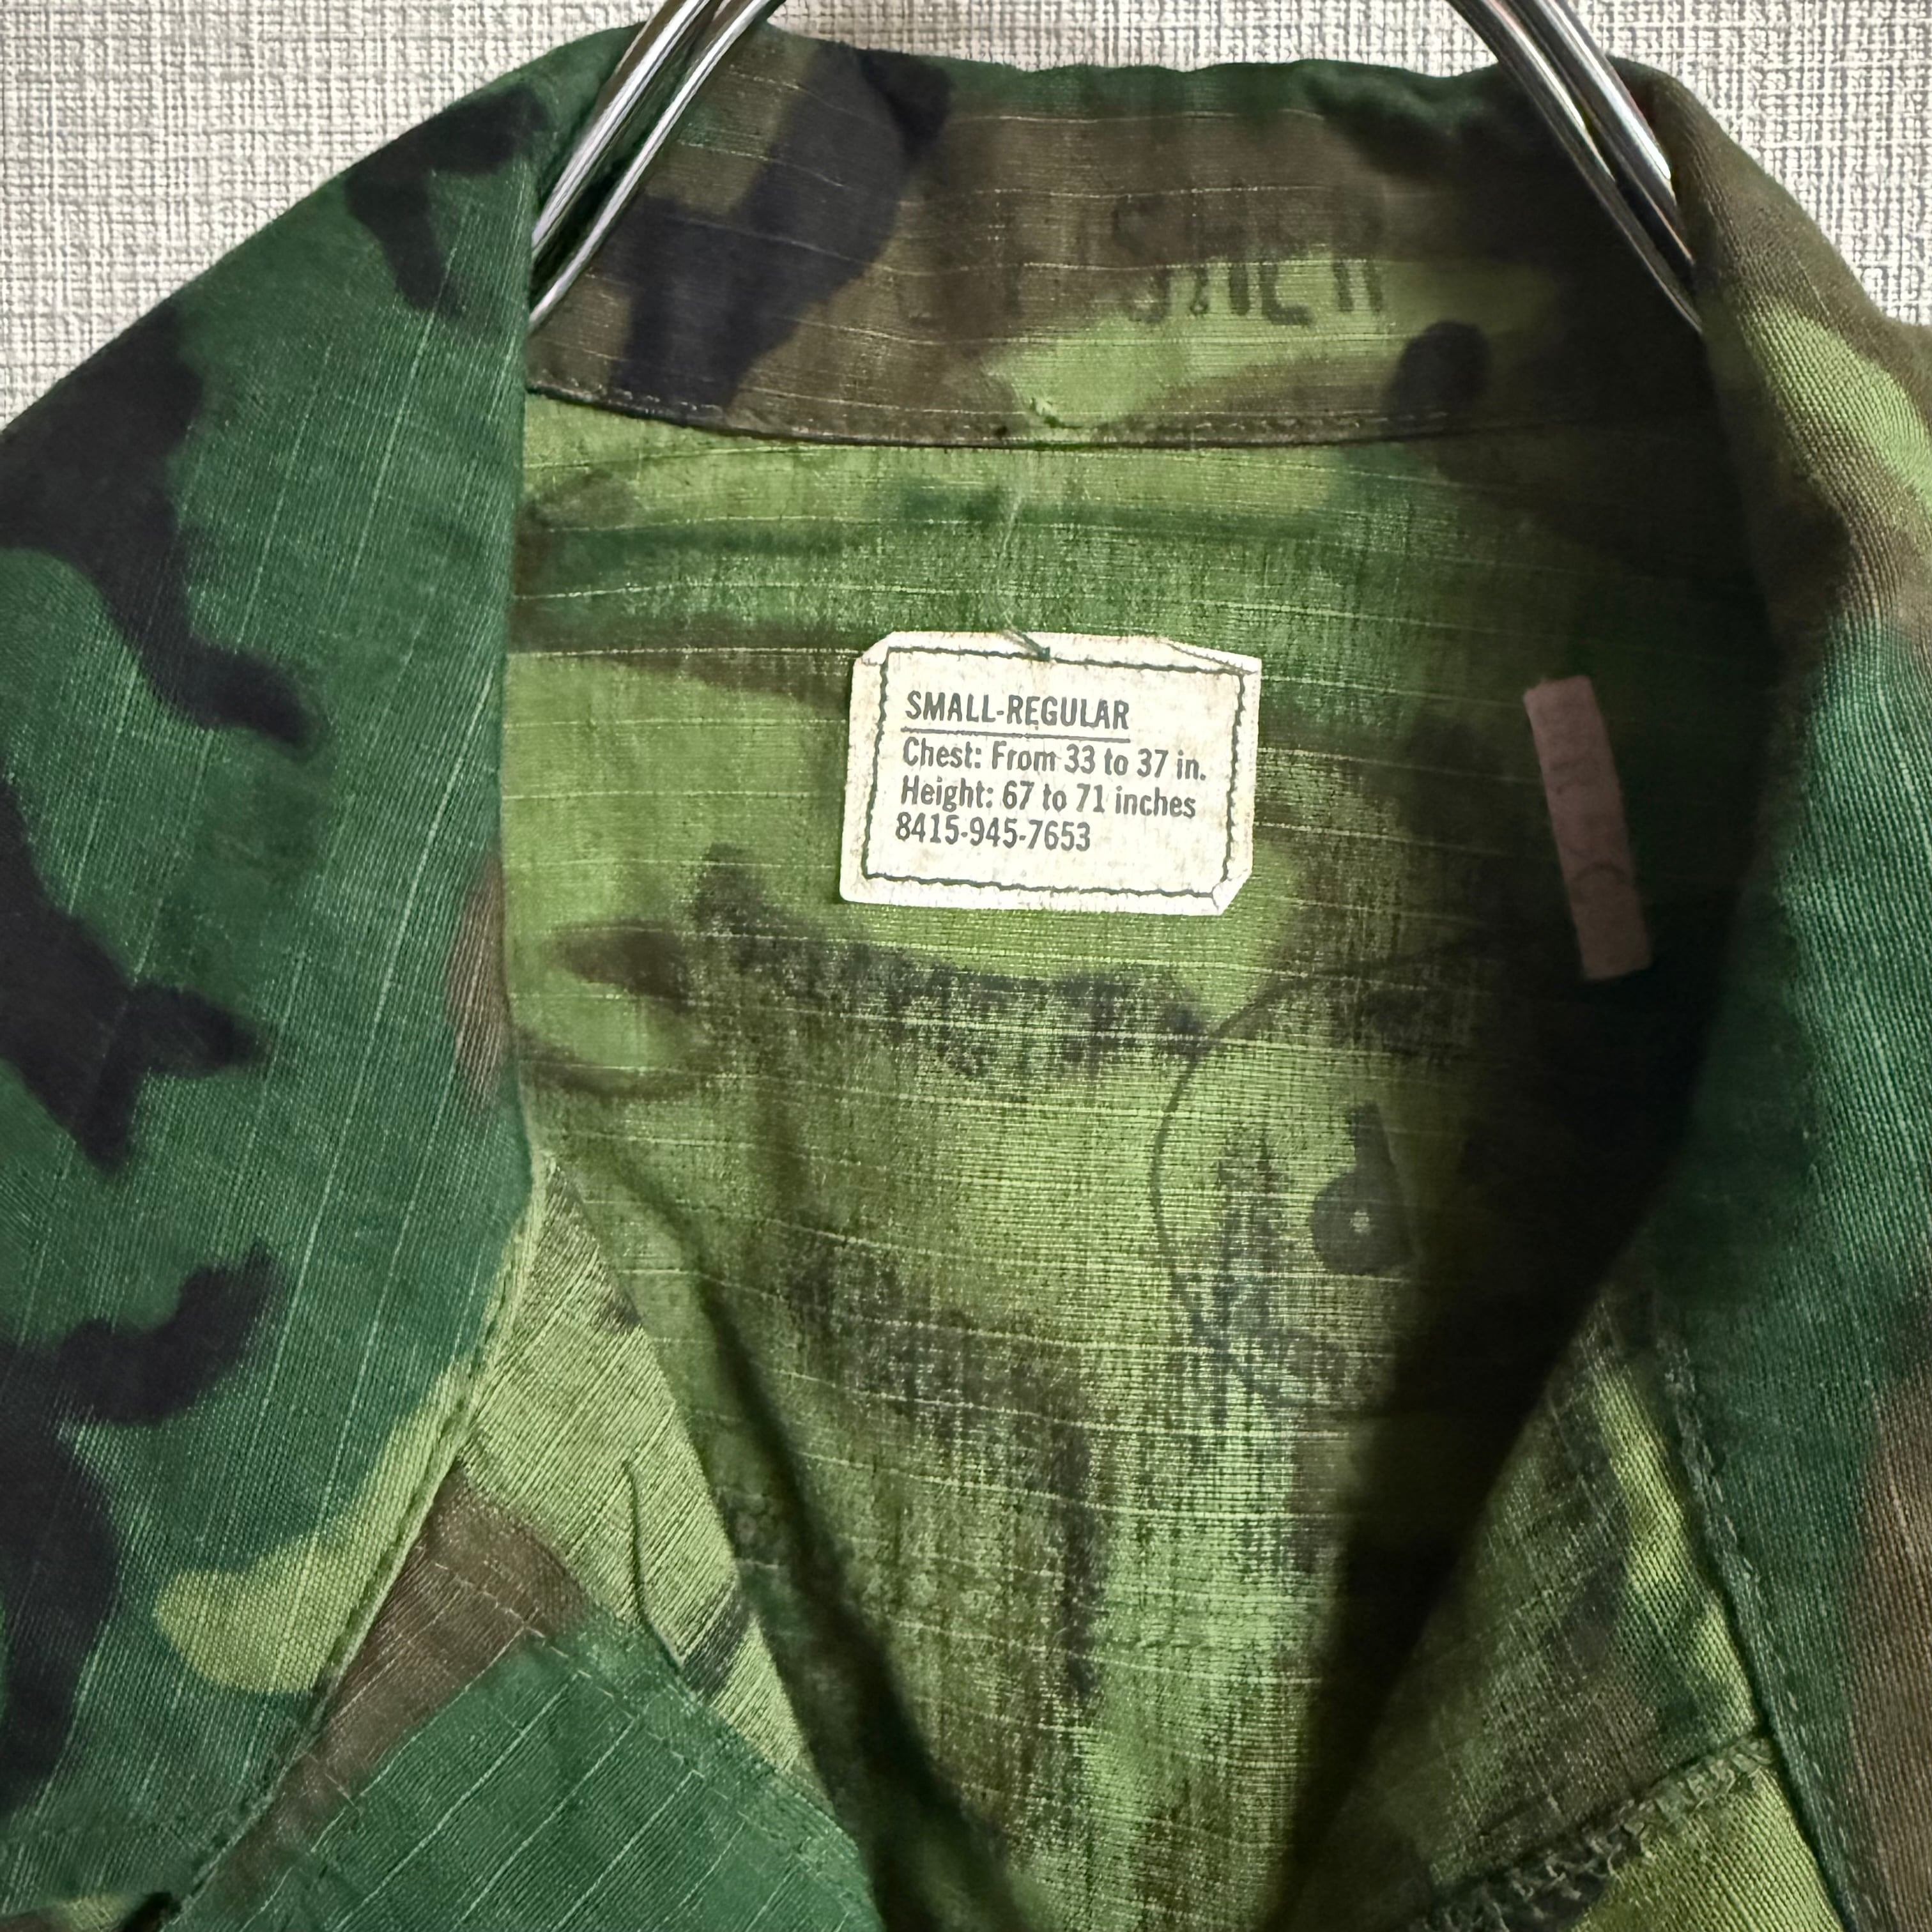 SMALL-REGULAR
Chest: From 33 to 37 in.
Height: 67 to 71 inches
8415-945-7653